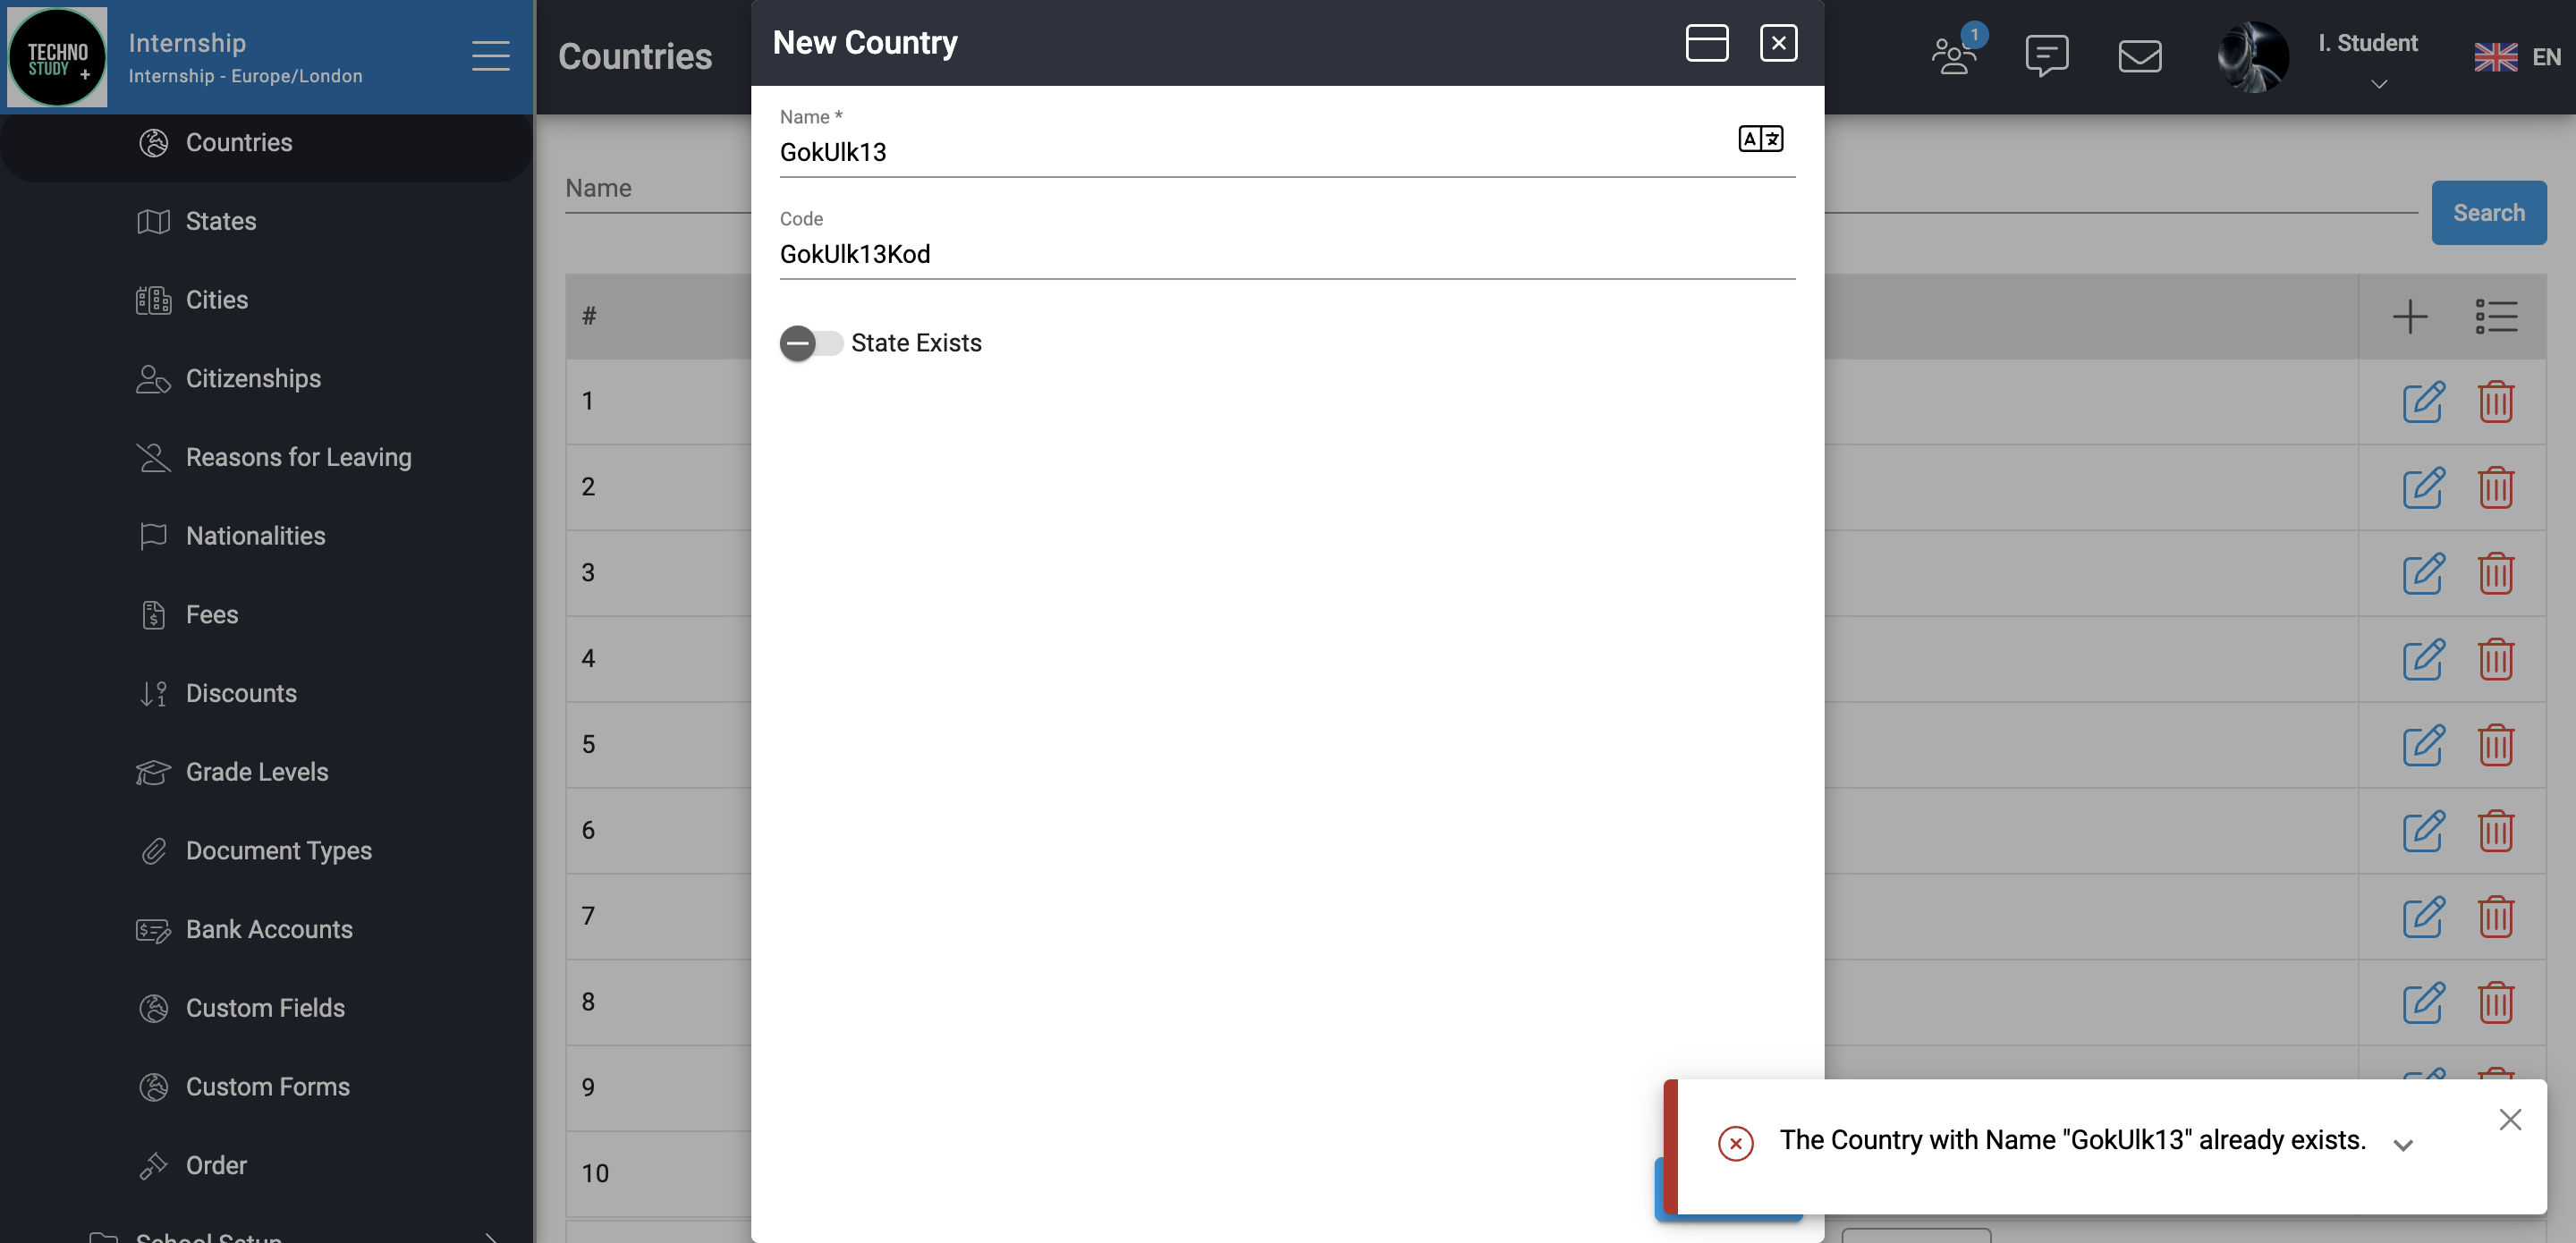 TECHNO
STUDY +
Internship
Internship - Europe/London
Countries
States
Cities
Citizenships
Reasons for Leaving
Nationalities
Fees
Discounts
Grade Levels
Document Types
Bank Accounts
Custom Fields
Custom Forms
Order
School Setup
Countries
1
I. Student
EN
Name
Search
#
1
2
3
4
5
6
7
8
9
10
New Country
Name *
GokUlk13
Code
GokUlk13Kod
State Exists
The Country with Name "GokUlk13" already exists.